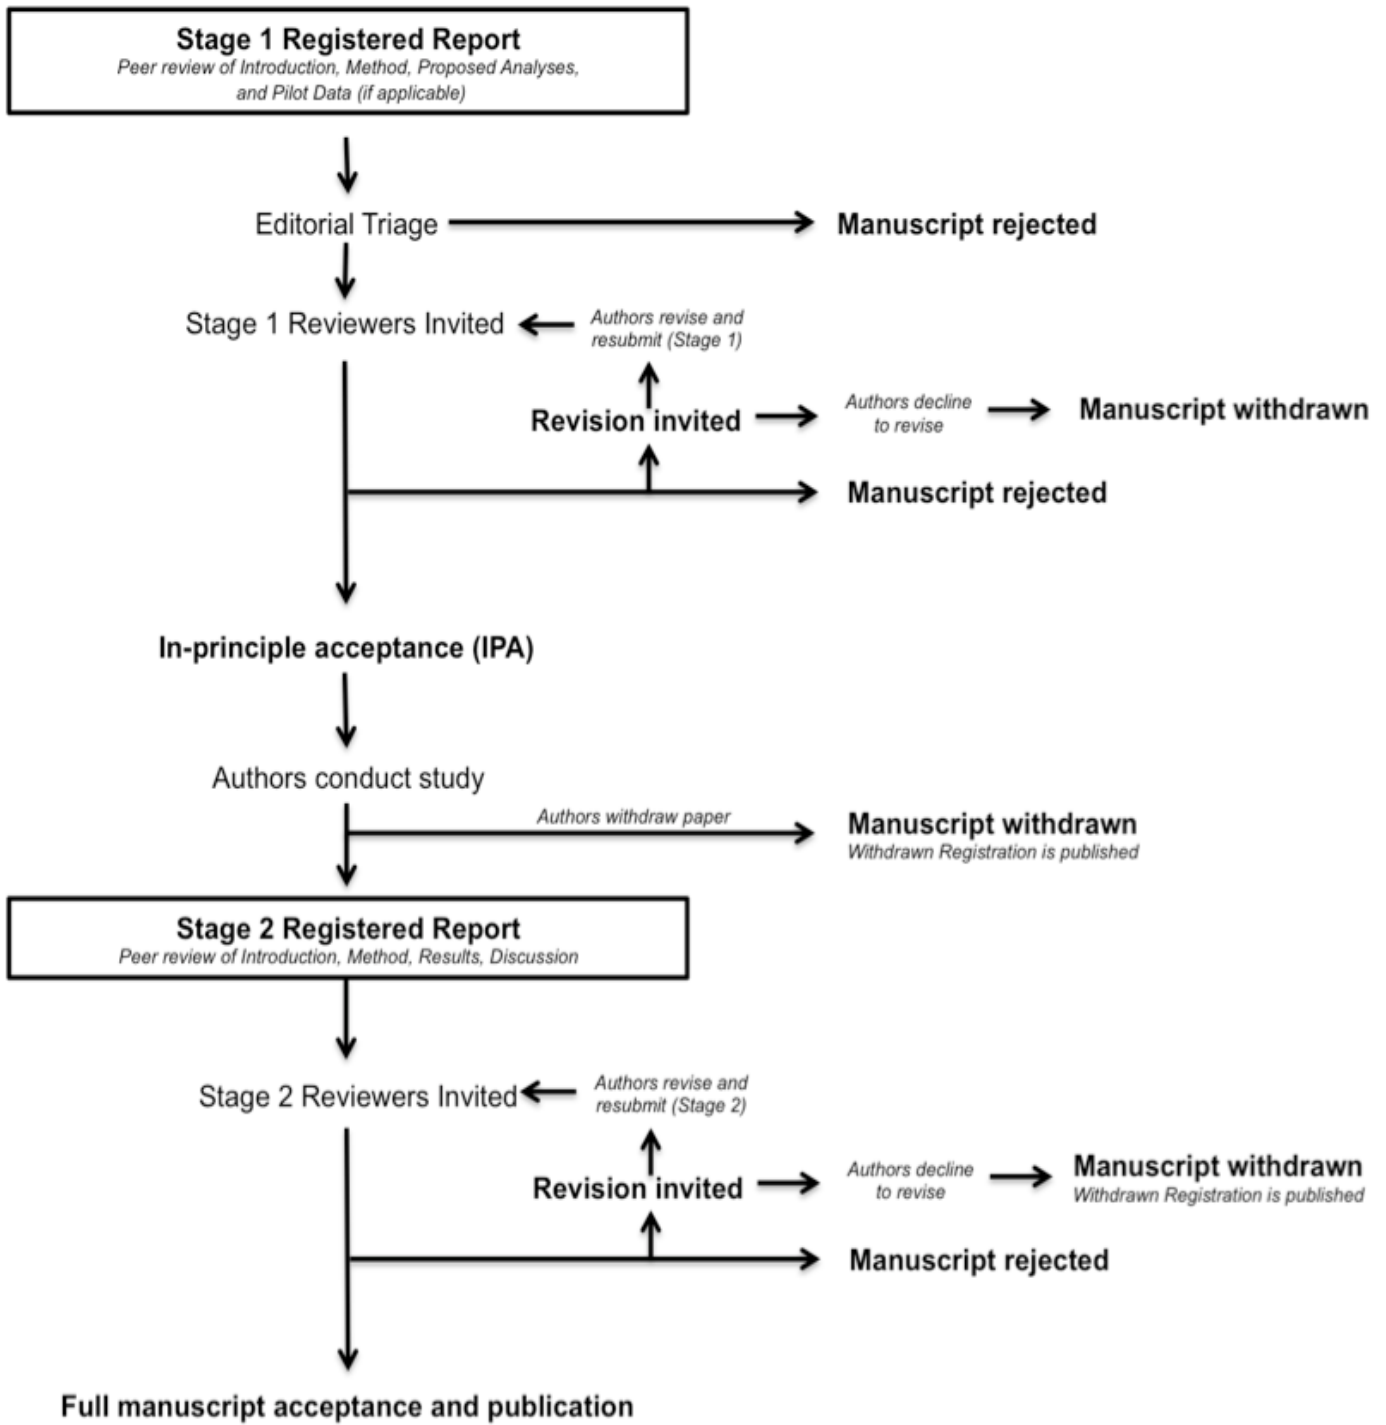 Stage 1 Registered Report
Peer review of Introduction, Method, Proposed Analyses,
and Pilot Data (if applicable)
Editorial Triage
Manuscript rejected
Stage 1 Reviewers Invited
Authors revise and
resubmit (Stage 1)
Revision invited
Authors decline
to revise
Manuscript withdrawn
Manuscript rejected
In-principle acceptance (IPA)
Authors conduct study
Authors withdraw paper
Manuscript withdrawn
Withdrawn Registration is published
Stage 2 Registered Report
Peer review of Introduction, Method, Results, Discussion
Stage 2 Reviewers Invited
Authors revise and
resubmit (Stage 2)
Revision invited
Authors decline
to revise
Manuscript withdrawn
Withdrawn Registration is published
Manuscript rejected
Full manuscript acceptance and publication